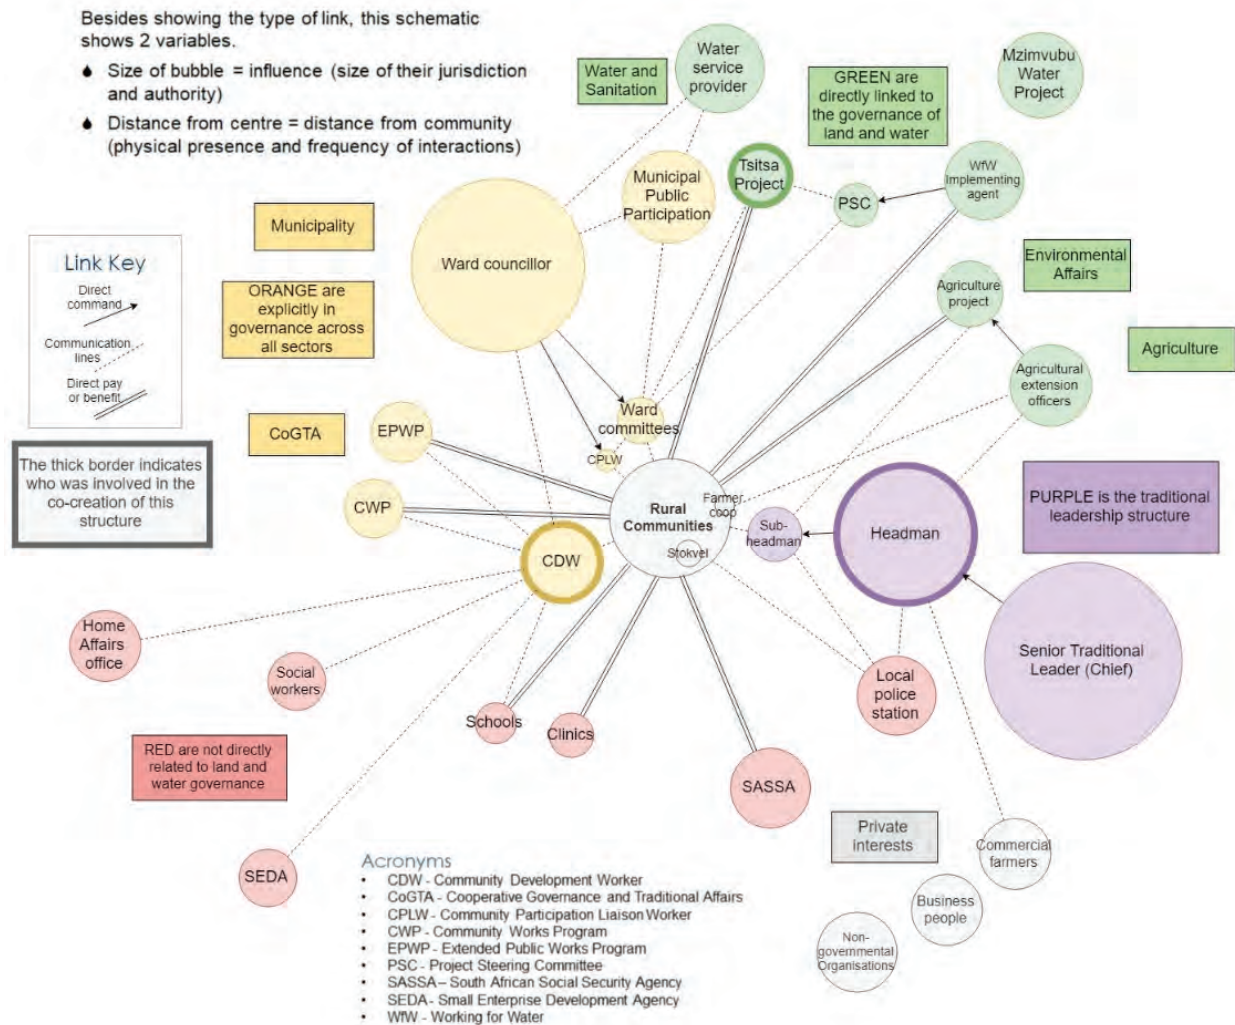 Besides showing the type of link, this schematic
shows 2 variables.
Size of bubble = influence (size of their jurisdiction
and authority)
Distance from centre = distance from community
(physical presence and frequency of interactions)
Water and
Sanitation
Water
service
provider
GREEN are
directly linked to
the governance of
land and water
Mzimvubu
Water
Project
Municipal
Public
Participation
Tsitsa
Project
PSC
WfW
Implementing
agent
Municipality
Ward councillor
Environmental
Affairs
Link Key
Direct
command
Communication
lines
Direct pay
or benefit
ORANGE are
explicitly in
governance across
all sectors
Agriculture
project
Agriculture
Agricultural
extension
officers
CoGTA
EPWP
Ward
committees
CPLW
The thick border indicates
who was involved in the
co-creation of this
structure
CWP
Rural
Communities
Farmer
coop
Stokvel
Sub-
headman
Headman
PURPLE is the traditional
leadership structure
CDW
Home
Affairs
office
Social
workers
Schools
Clinics
Local
police
station
Senior Traditional
Leader (Chief)
RED are not directly
related to land and
water governance
SASSA
Private
interests
Commercial
farmers
SEDA
Business
people
Non-
governmental
Organisations
Acronyms
• CDW - Community Development Worker
• CoGTA - Cooperative Governance and Traditional Affairs
• CPLW - Community Participation Liaison Worker
• CWP - Community Works Program
• EPWP - Extended Public Works Program
• PSC - Project Steering Committee
• SASSA – South African Social Security Agency
• SEDA - Small Enterprise Development Agency
• WfW - Working for Water